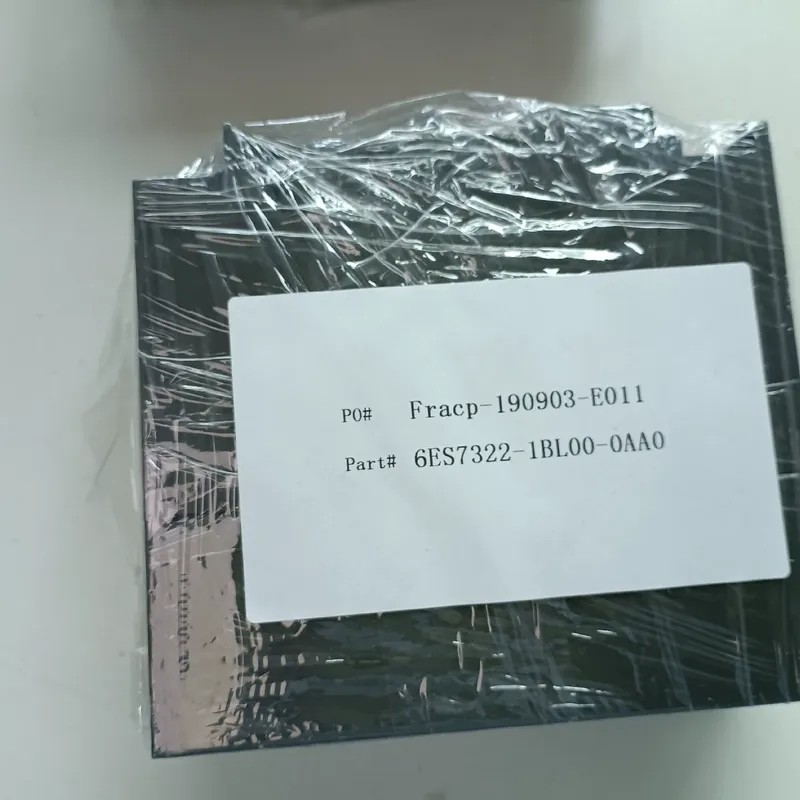 PO# Fracp-190903-E011
Part# 6ES7322-1BL00-0AA0